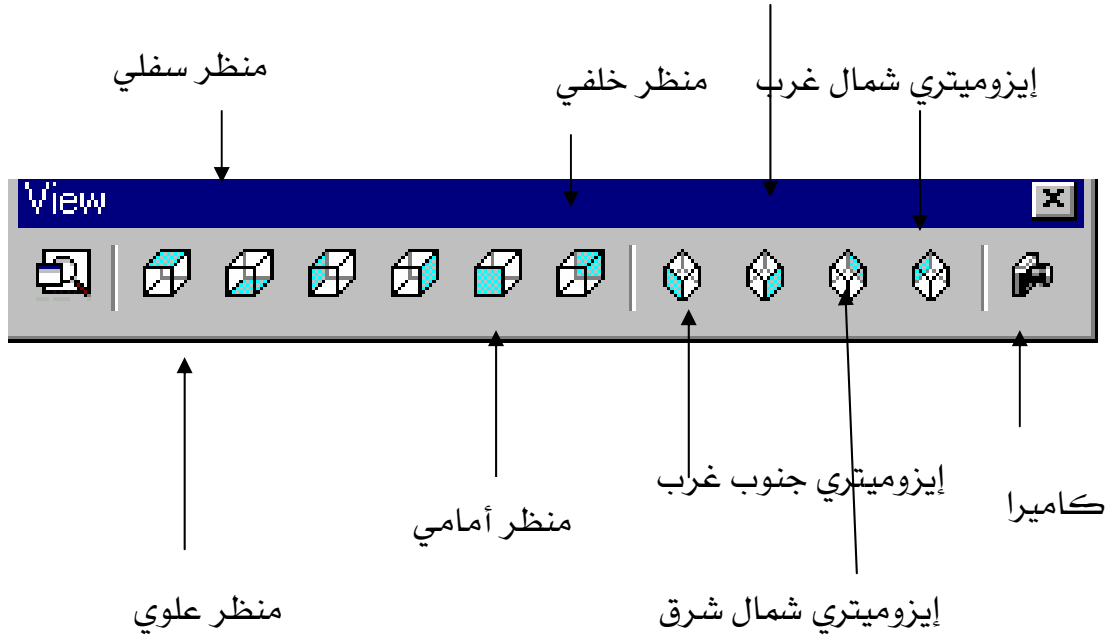 منظر سفلي
منظر خلفي
إيزوميتري شمال غرب
View
إيزوميتري جنوب غرب
كاميرا
منظر أمامي
منظر علوي
إيزوميتري شمال شرق